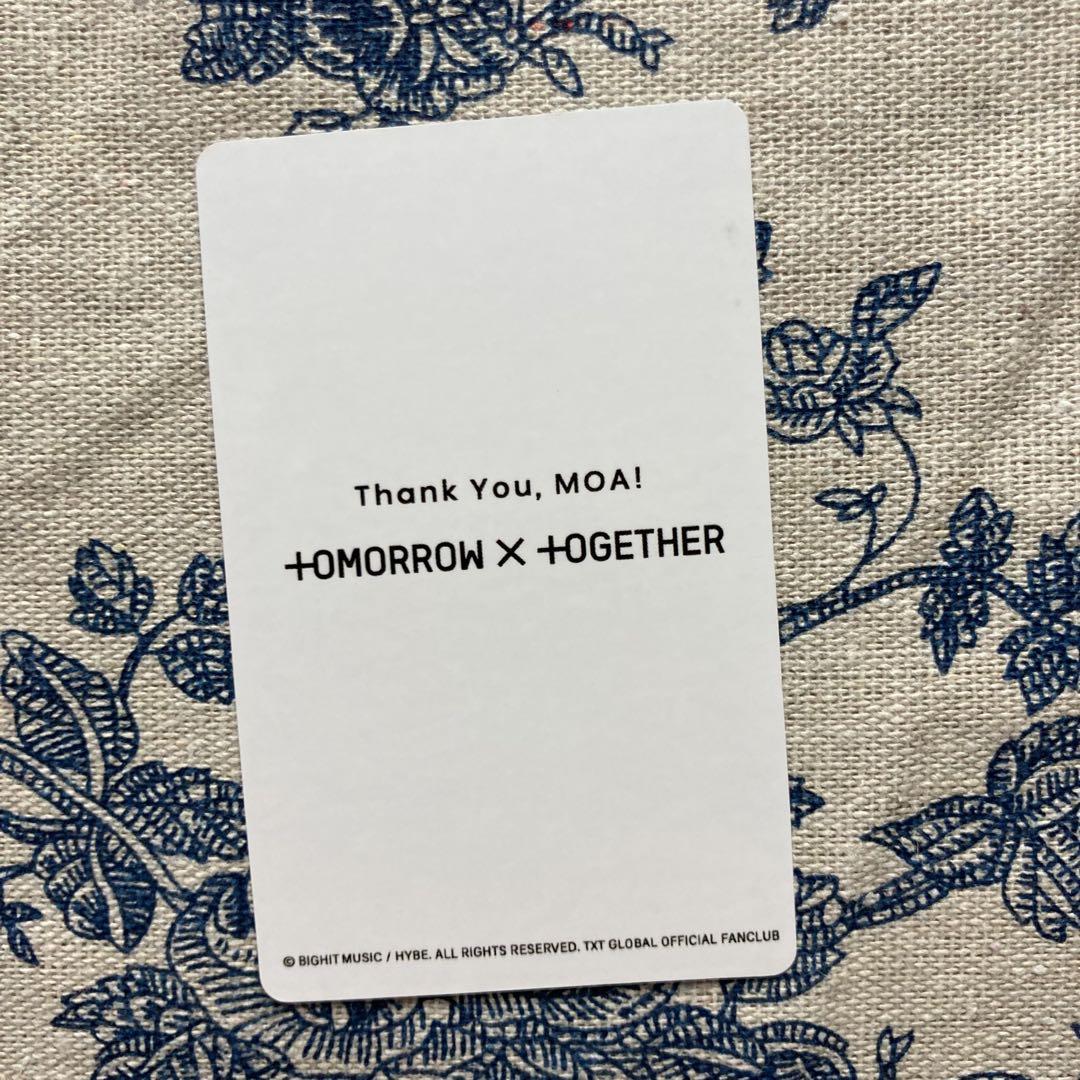 Thank You, MOA!
TOMORROW X TOGETHER
© BIGHIT MUSIC / HYBE. ALL RIGHTS RESERVED. TXT GLOBAL OFFICIAL FANCLUB